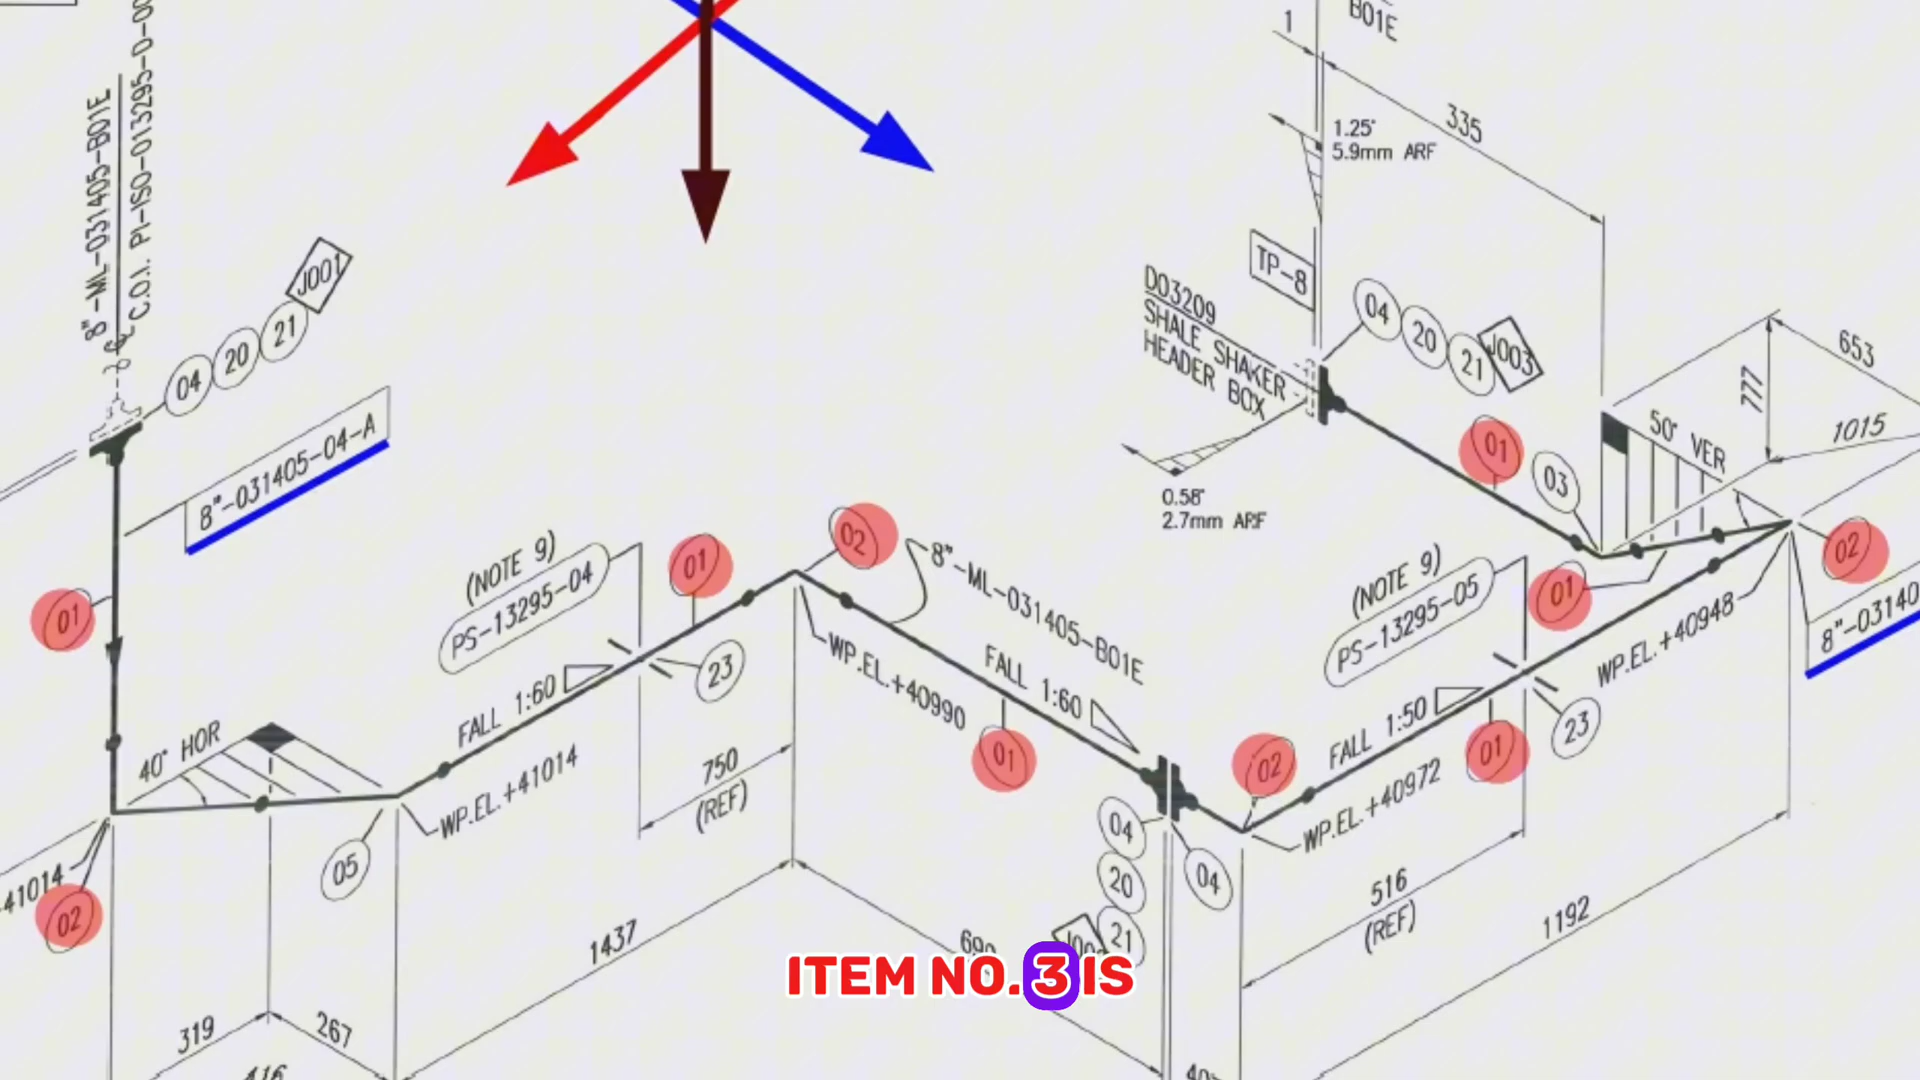 8"-ML-031405-B01E
C.O.I. PI-ISO-013295-0-0
J001
21
20
04
8"-031405-04-A
01
40° HOR
41014
02
05
319
267
416
WP.EL.+41014
FALL 1:60
(NOTE 9)
PS-13295-04
01
23
750
(REF)
1437
02
8"-ML-031405-B01E
WP.EL.+40990
FALL 1:60
01
04
20
21
04
1
B01E
335
1.25°
5.9mm ARF
TP-8
D03209
SHALE SHAKER
HEADER BOX
04
20
21
J003
0.58°
2.7mm ARF
01
03
50° VER
777
653
1015
02
01
(NOTE 9)
PS-13295-05
WP.EL.+40948
8"-03140
FALL 1:50
01
23
02
WP.EL.+40972
516
(REF)
1192
ITEM NO. 3 IS